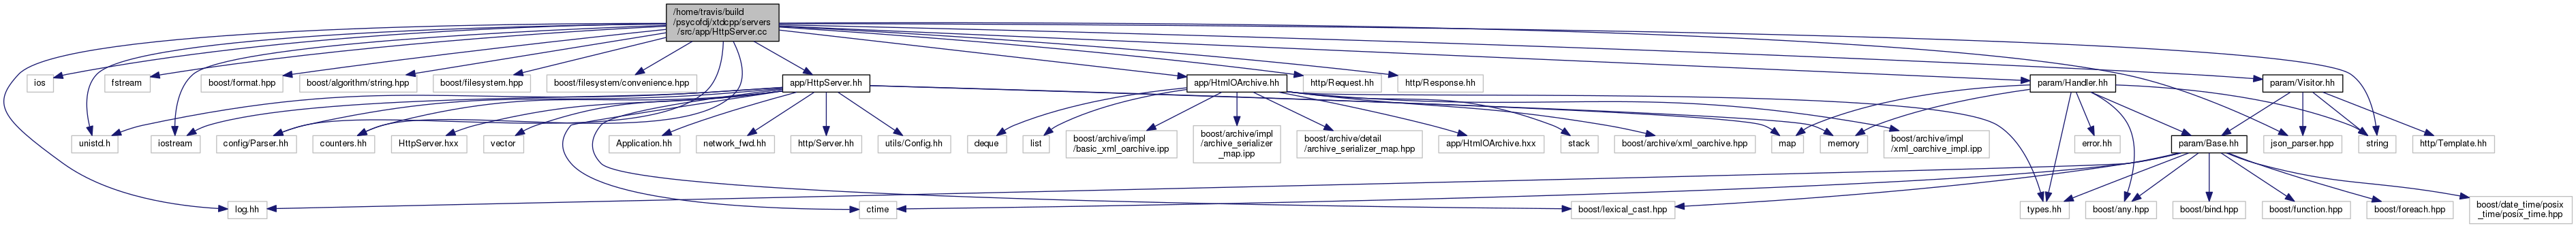 /home/travis/build
/psycofdj/xtdcpp/servers
/src/app/HttpServer.cc
ios
fstream
boost/format.hpp
boost/algorithm/string.hpp
boost/filesystem.hpp
boost/filesystem/convenience.hpp
app/HttpServer.hh
app/HtmlOArchive.hh
http/Request.hh
http/Response.hh
param/Handler.hh
param/Visitor.hh
unistd.h
iostream
config/Parser.hh
counters.hh
HttpServer.hxx
vector
Application.hh
network_fwd.hh
http/Server.hh
utils/Config.hh
deque
list
boost/archive/impl
/basic_xml_oarchive.ipp
boost/archive/impl
/archive_serializer
_map.ipp
boost/archive/detail
/archive_serializer_map.hpp
app/HtmlOArchive.hxx
stack
boost/archive/xml_oarchive.hpp
map
memory
boost/archive/impl
/xml_oarchive_impl.ipp
error.hh
param/Base.hh
json_parser.hpp
string
http/Template.hh
log.hh
ctime
boost/lexical_cast.hpp
types.hh
boost/any.hpp
boost/bind.hpp
boost/function.hpp
boost/foreach.hpp
boost/date_time/posix
_time/posix_time.hpp